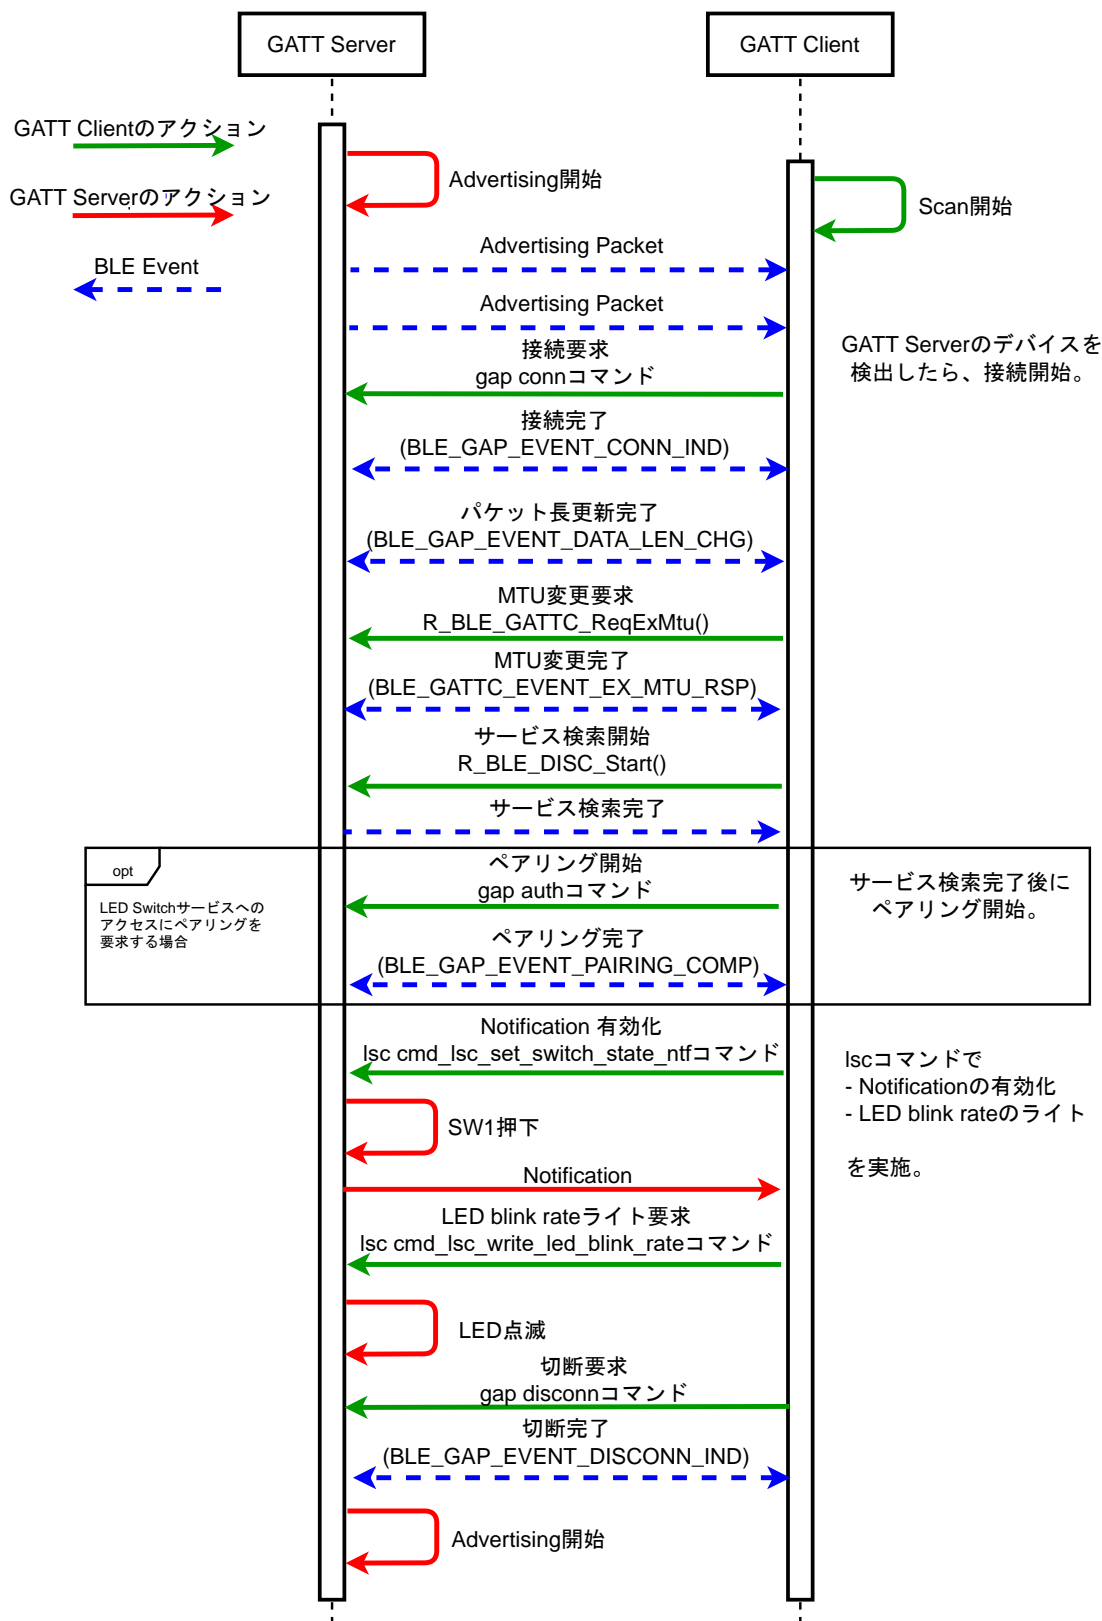 GATT Server
GATT Client
GATT Clientのアクション
GATT Serverのアクション
BLE Event
Advertising開始
Scan開始
Advertising Packet
Advertising Packet
GATT Serverのデバイスを
検出したら、接続開始。
接続要求
gap connコマンド
接続完了
(BLE_GAP_EVENT_CONN_IND)
パケット長更新完了
(BLE_GAP_EVENT_DATA_LEN_CHG)
MTU変更要求
R_BLE_GATTC_ReqExMtu()
MTU変更完了
(BLE_GATTC_EVENT_EX_MTU_RSP)
サービス検索開始
R_BLE_DISC_Start()
サービス検索完了
opt
LED Switchサービスへの
アクセスにペアリングを
要求する場合
ペアリング開始
gap authコマンド
サービス検索完了後に
ペアリング開始。
ペアリング完了
(BLE_GAP_EVENT_PAIRING_COMP)
Notification 有効化
lsc cmd_lsc_set_switch_state_ntfコマンド
lscコマンドで
- Notificationの有効化
- LED blink rateのライト
を実施。
SW1押下
Notification
LED blink rateライト要求
lsc cmd_lsc_write_led_blink_rateコマンド
LED点滅
切断要求
gap disconnコマンド
切断完了
(BLE_GAP_EVENT_DISCONN_IND)
Advertising開始